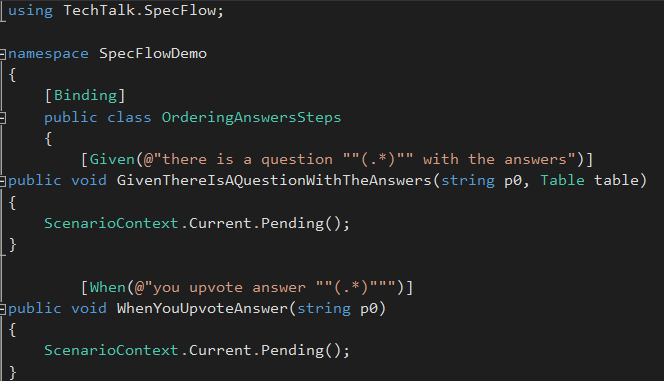 using TechTalk.SpecFlow;
namespace SpecFlowDemo
{
    [Binding]
    public class OrderingAnswersSteps
    {
        [Given(@"there is a question ""(.*)"" with the answers")]
public void GivenThereIsAQuestionWithTheAnswers(string p0, Table table)
{
    ScenarioContext.Current.Pending();
}
        [When(@"you upvote answer ""(.*)""")]
public void WhenYouUpvoteAnswer(string p0)
{
    ScenarioContext.Current.Pending();
}